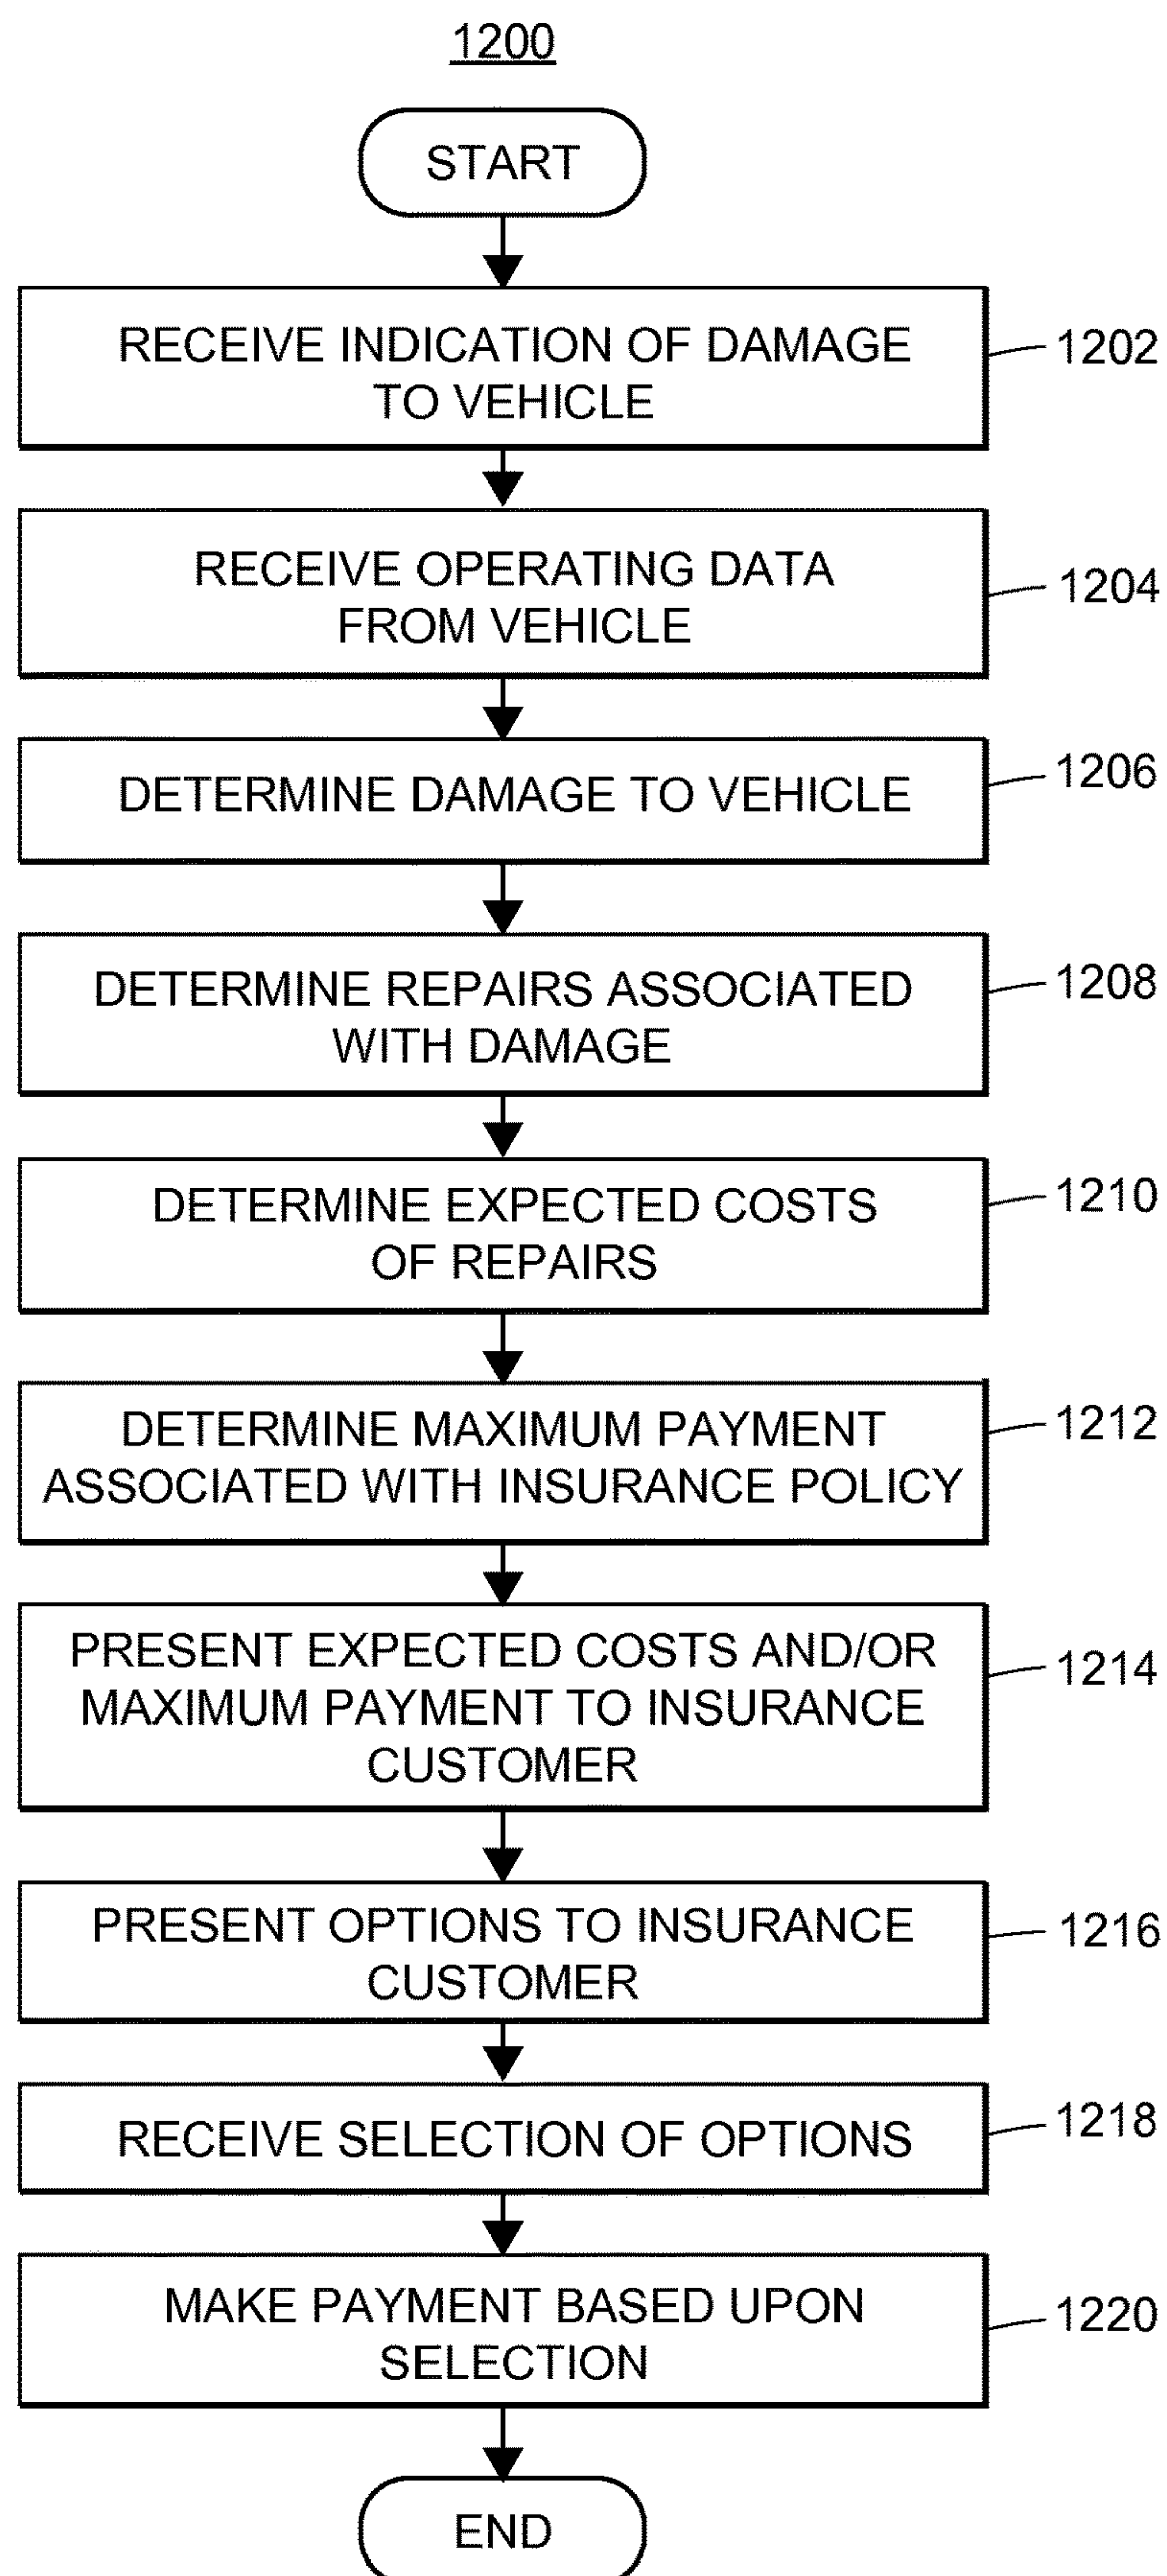 1200
START
RECEIVE INDICATION OF DAMAGE
TO VEHICLE
1202
RECEIVE OPERATING DATA
FROM VEHICLE
1204
DETERMINE DAMAGE TO VEHICLE
1206
DETERMINE REPAIRS ASSOCIATED
WITH DAMAGE
1208
DETERMINE EXPECTED COSTS
OF REPAIRS
1210
DETERMINE MAXIMUM PAYMENT
ASSOCIATED WITH INSURANCE POLICY
1212
PRESENT EXPECTED COSTS AND/OR
MAXIMUM PAYMENT TO INSURANCE
CUSTOMER
1214
PRESENT OPTIONS TO INSURANCE
CUSTOMER
1216
RECEIVE SELECTION OF OPTIONS
1218
MAKE PAYMENT BASED UPON
SELECTION
1220
END